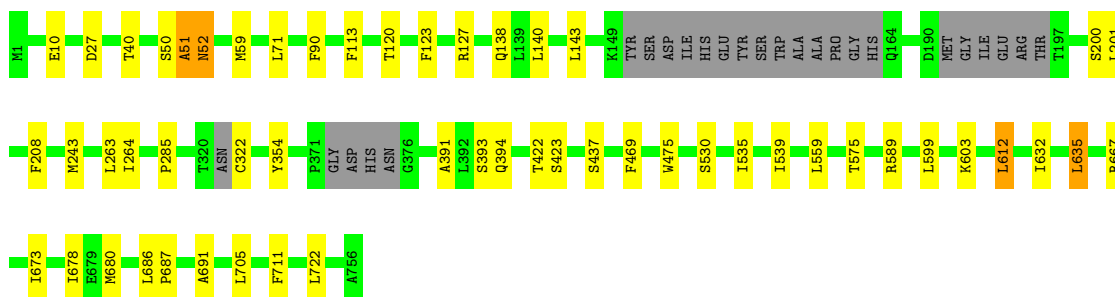 M1 E10 D27 T40 S50 A51 N52 M59 L71 F90 F113 T120 F123 R127 Q138 L139 L140 L143 K149 TYR SER ASP ILE HIS GLU TYR SER TRP ALA ALA PRO GLY HIS Q164 D190 MET GLY ILE GLU ARG THR T197 S200 L201
F208 M243 L263 I264 P285 T320 ASN C322 Y354 P371 GLY ASP HIS ASN G376 A391 L392 S393 Q394 T422 S423 S437 F469 W475 S530 I535 I539 L559 T575 R589 L599 K603 L612 I632 L635
I673 I678 E679 M680 L686 P687 A691 L705 F711 L722 A756